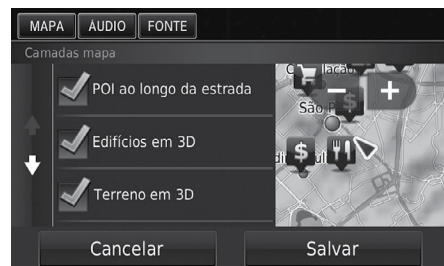 MAPA ÁUDIO FONTE
Camadas mapa
POI ao longo da estrada
Edifícios em 3D
Terreno em 3D
São P
Cancelar Salvar